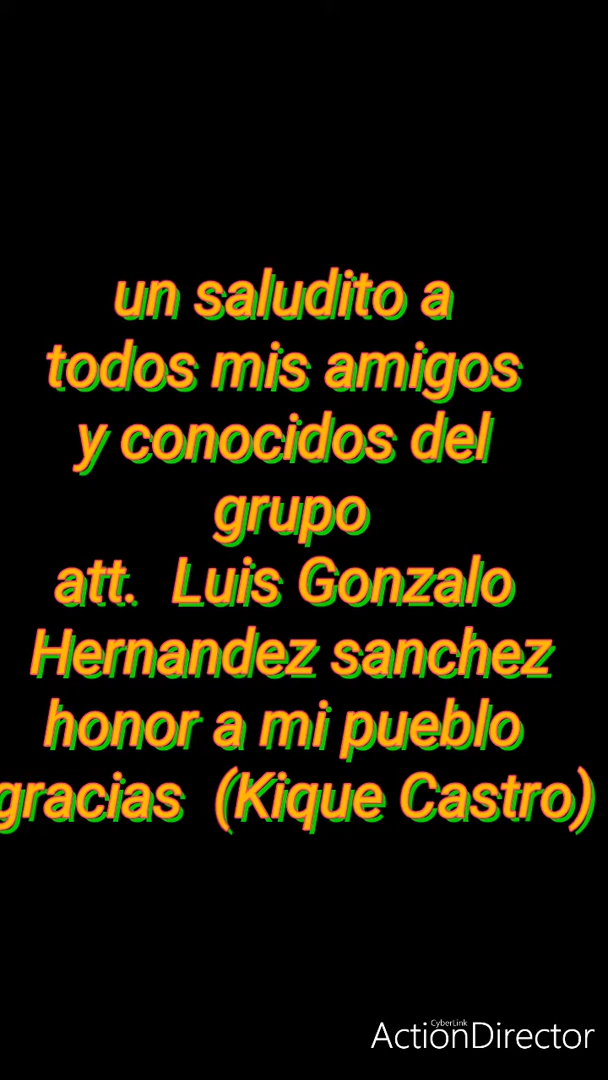 un saludito a
todos mis amigos
y conocidos del
grupo
att. Luis Gonzalo
Hernandez sanchez
honor a mi pueblo
gracias (Kique Castro)
CyberLink
ActionDirector